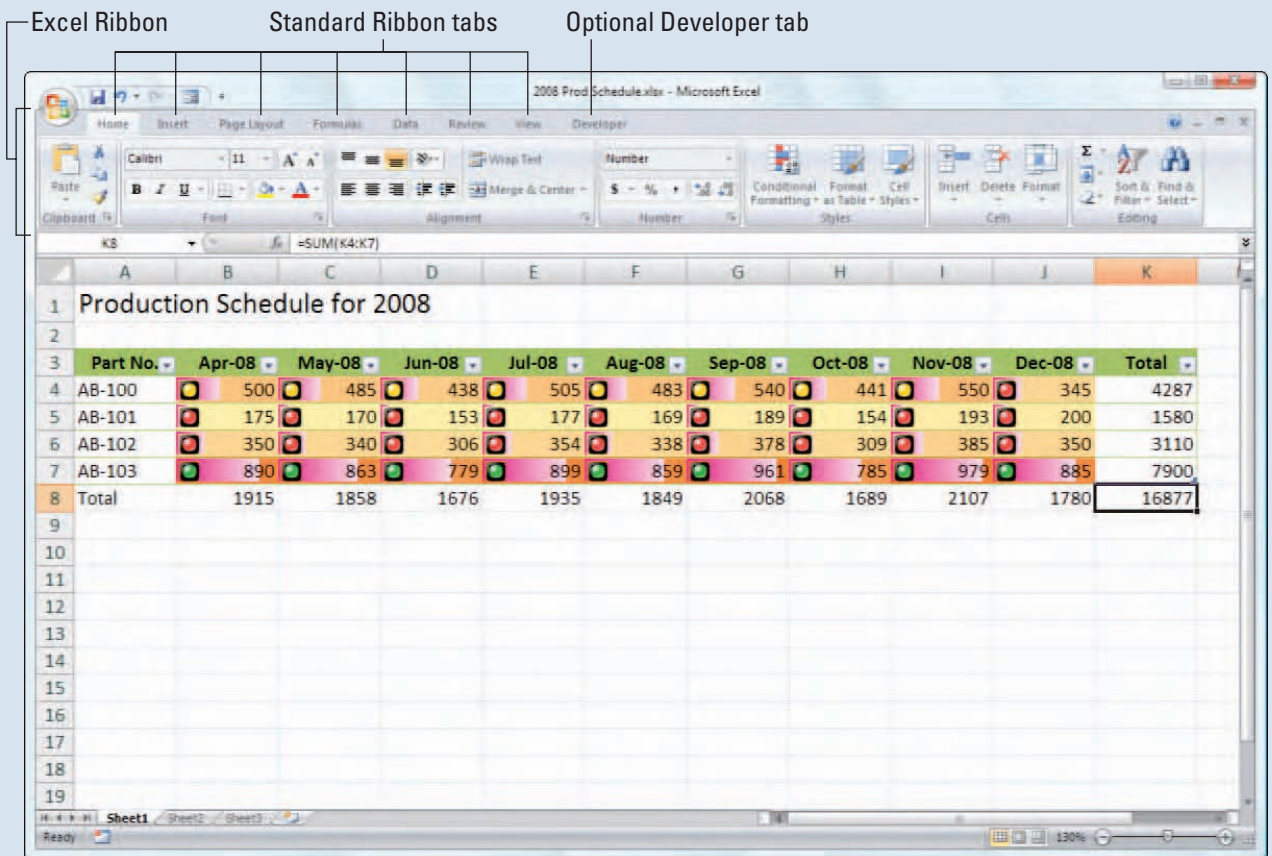 Excel Ribbon Standard Ribbon tabs Optional Developer tab
2008 Prod Schedule.xlsx - Microsoft Excel
Home Insert Page Layout Formulas Data Review View Developer
Calibri 11 A A Wrap Text Number Σ
Paste B I U A Merge & Center $ % , Conditional Formatting Format as Table Cell Styles Insert Delete Format Sort & Filter Find & Select
Clipboard Font Alignment Number Styles Cells Editing
K8 fx =SUM(K4:K7)
A B C D E F G H I J K
1 Production Schedule for 2008
2
3 Part No. Apr-08 May-08 Jun-08 Jul-08 Aug-08 Sep-08 Oct-08 Nov-08 Dec-08 Total
4 AB-100 500 485 438 505 483 540 441 550 345 4287
5 AB-101 175 170 153 177 169 189 154 193 200 1580
6 AB-102 350 340 306 354 338 378 309 385 350 3110
7 AB-103 890 863 779 899 859 961 785 979 885 7900
8 Total 1915 1858 1676 1935 1849 2068 1689 2107 1780 16877
9
10
11
12
13
14
15
16
17
18
19
Sheet1 Sheet2 Sheet3
Ready 130%